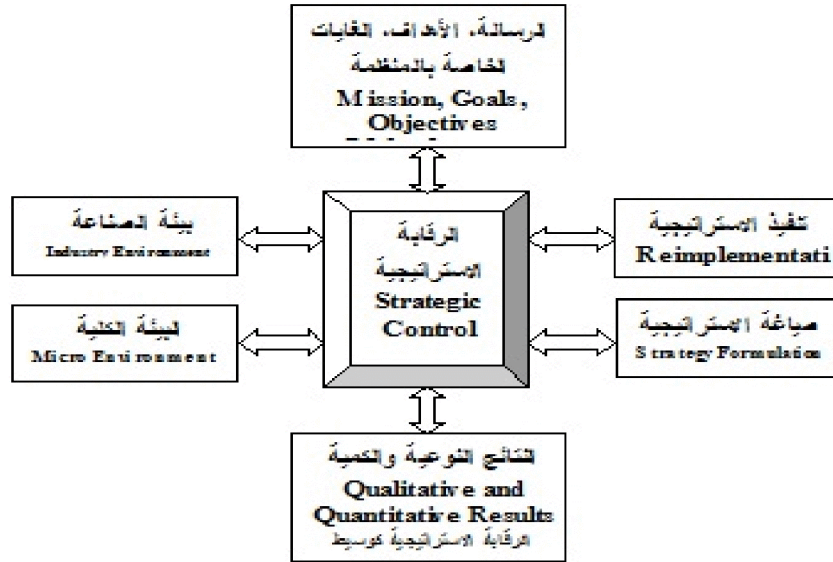 الرسالة، الأهداف، الغايات
الخاصة بالمنظمة
Mission, Goals,
Objectives
بيئة الصناعة
Industry Environment
الرقابة
الاستراتيجية
Strategic
Control
تنفيذ الاستراتيجية
Reimplementati
البيئة الكلية
Micro Environment
صياغة الاستراتيجية
Strategy Formulation
النتائج النوعية والكمية
Qualitative and
Quantitative Results
الرقابة الاستراتيجية كوسيط